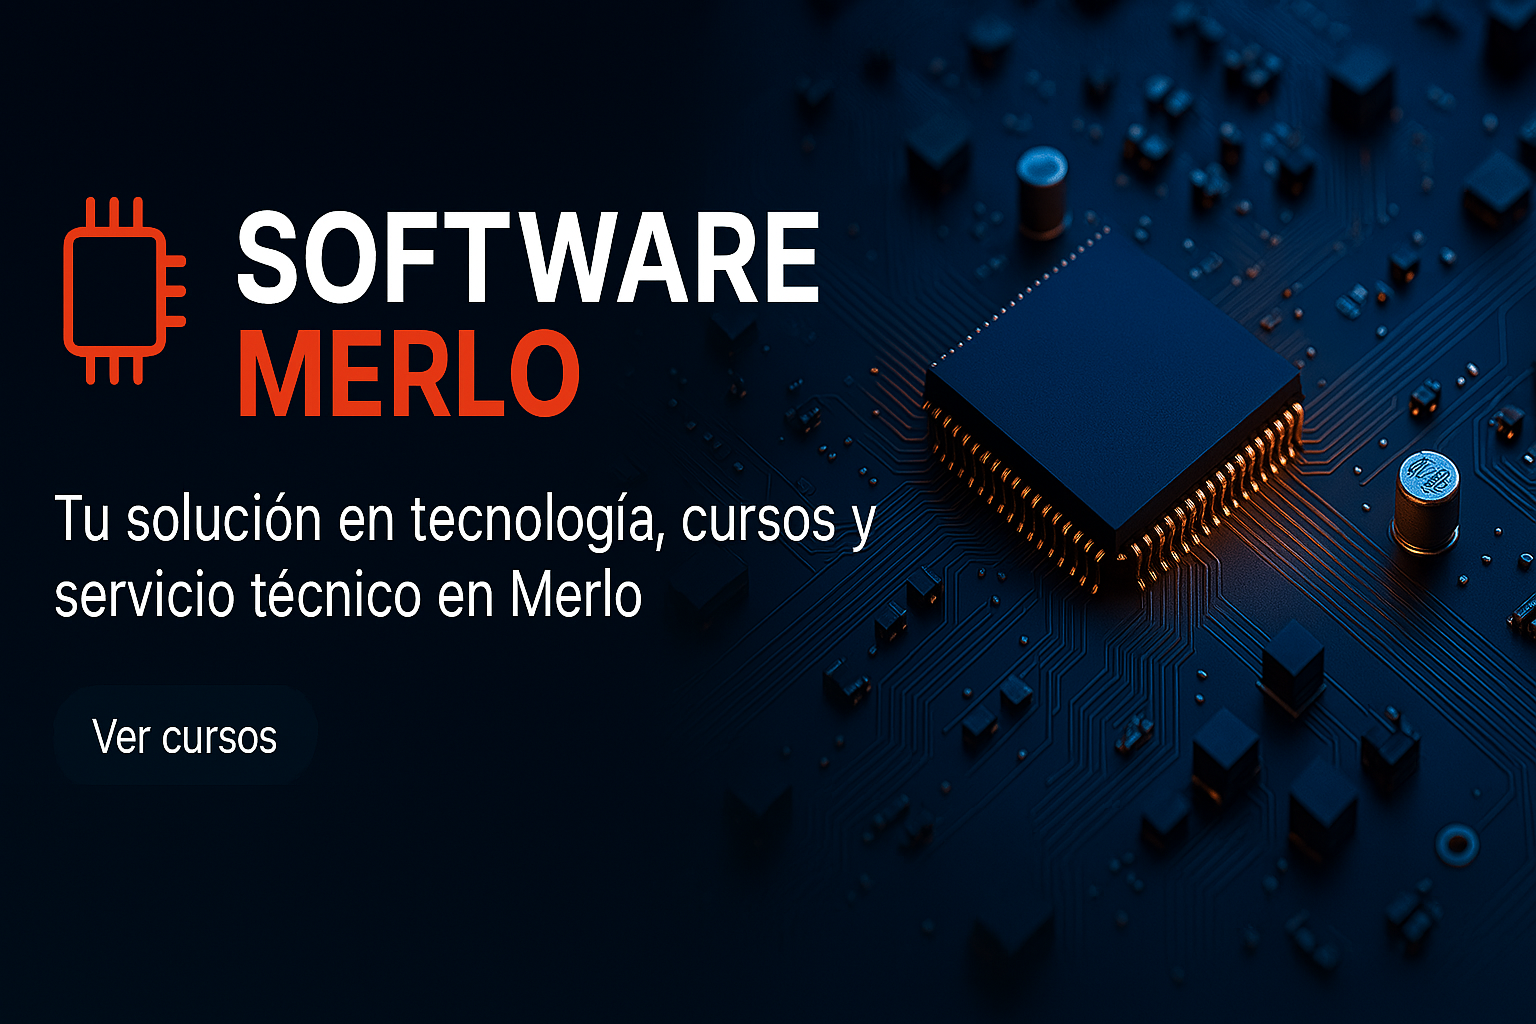 SOFTWARE
MERLO
Tu solución en tecnología, cursos y
servicio técnico en Merlo
Ver cursos